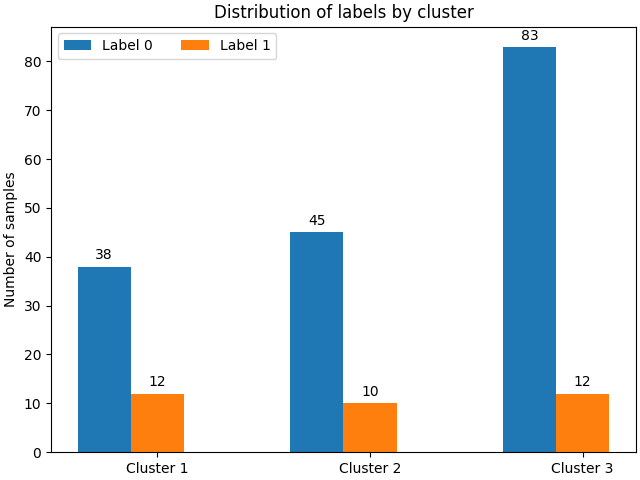 Distribution of labels by cluster
Label 0
Label 1
Number of samples
80
70
60
50
40
30
20
10
0
38
12
45
10
83
12
Cluster 1
Cluster 2
Cluster 3